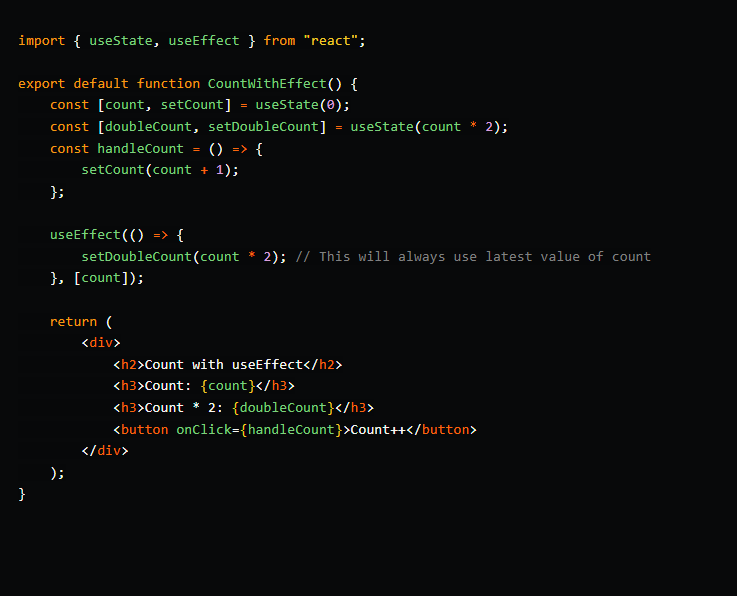 import { useState, useEffect } from "react";
export default function CountWithEffect() {
    const [count, setCount] = useState(0);
    const [doubleCount, setDoubleCount] = useState(count * 2);
    const handleCount = () => {
        setCount(count + 1);
    };
    useEffect(() => {
        setDoubleCount(count * 2); // This will always use latest value of count
    }, [count]);
    return (
        <div>
            <h2>Count with useEffect</h2>
            <h3>Count: {count}</h3>
            <h3>Count * 2: {doubleCount}</h3>
            <button onClick={handleCount}>Count++</button>
        </div>
    );
}